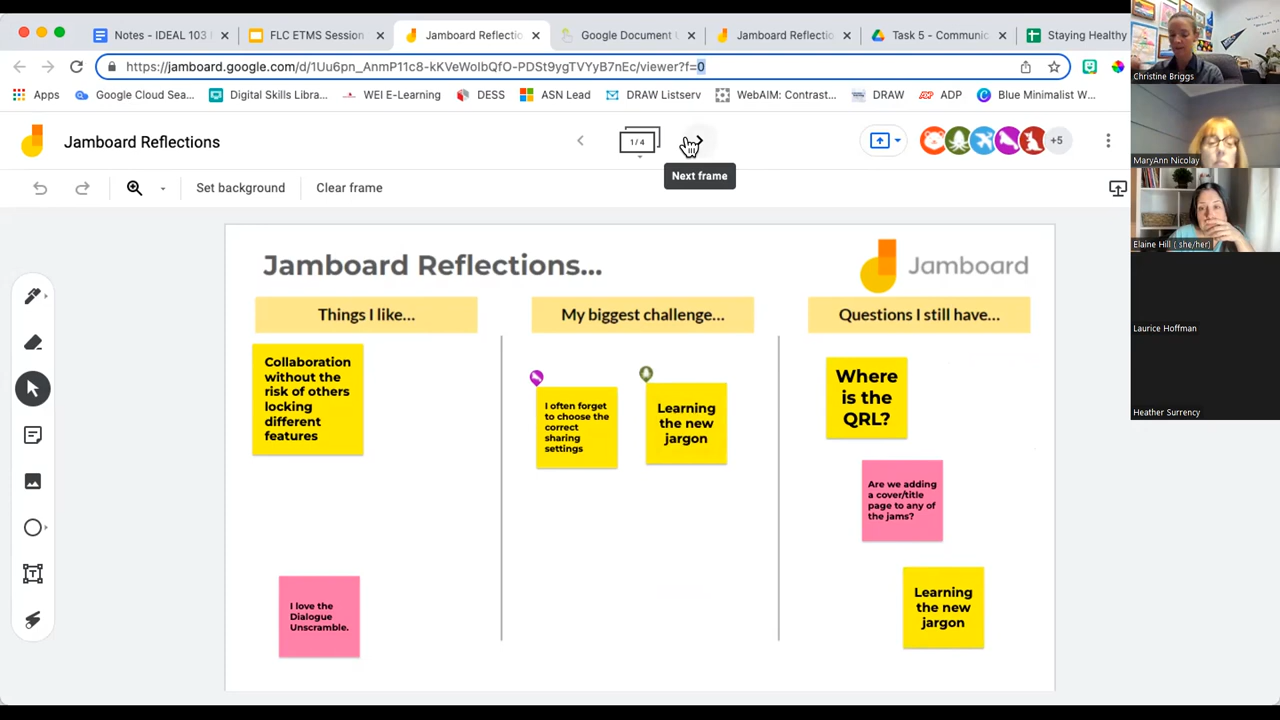 Notes - IDEAL 103
FLC ETMS Session
Jamboard Reflectio
Google Document
Jamboard Reflectio
Task 5 - Communic
Staying Healthy
https://jamboard.google.com/d/1Uu6pn_AnmP11c8-kKVeWoIbQfO-PDSt9ygTVYyB7nEc/viewer?f=0
Apps
Google Cloud Sea...
Digital Skills Libra...
WEI E-Learning
DESS
ASN Lead
DRAW Listserv
WebAIM: Contrast...
DRAW
ADP
Blue Minimalist W...
Jamboard Reflections
1 / 4
+5
Next frame
Set background
Clear frame
Jamboard Reflections...
Jamboard
Things I like...
My biggest challenge...
Questions I still have...
Collaboration
without the
risk of others
locking
different
features
I love the
Dialogue
Unscramble.
I often forget
to choose the
correct
sharing
settings
Learning
the new
jargon
Where
is the
QRL?
Are we adding
a cover/title
page to any of
the jams?
Learning
the new
jargon
Christine Briggs
MaryAnn Nicolay
Elaine Hill ( she/her)
Laurice Hoffman
Heather Surrency